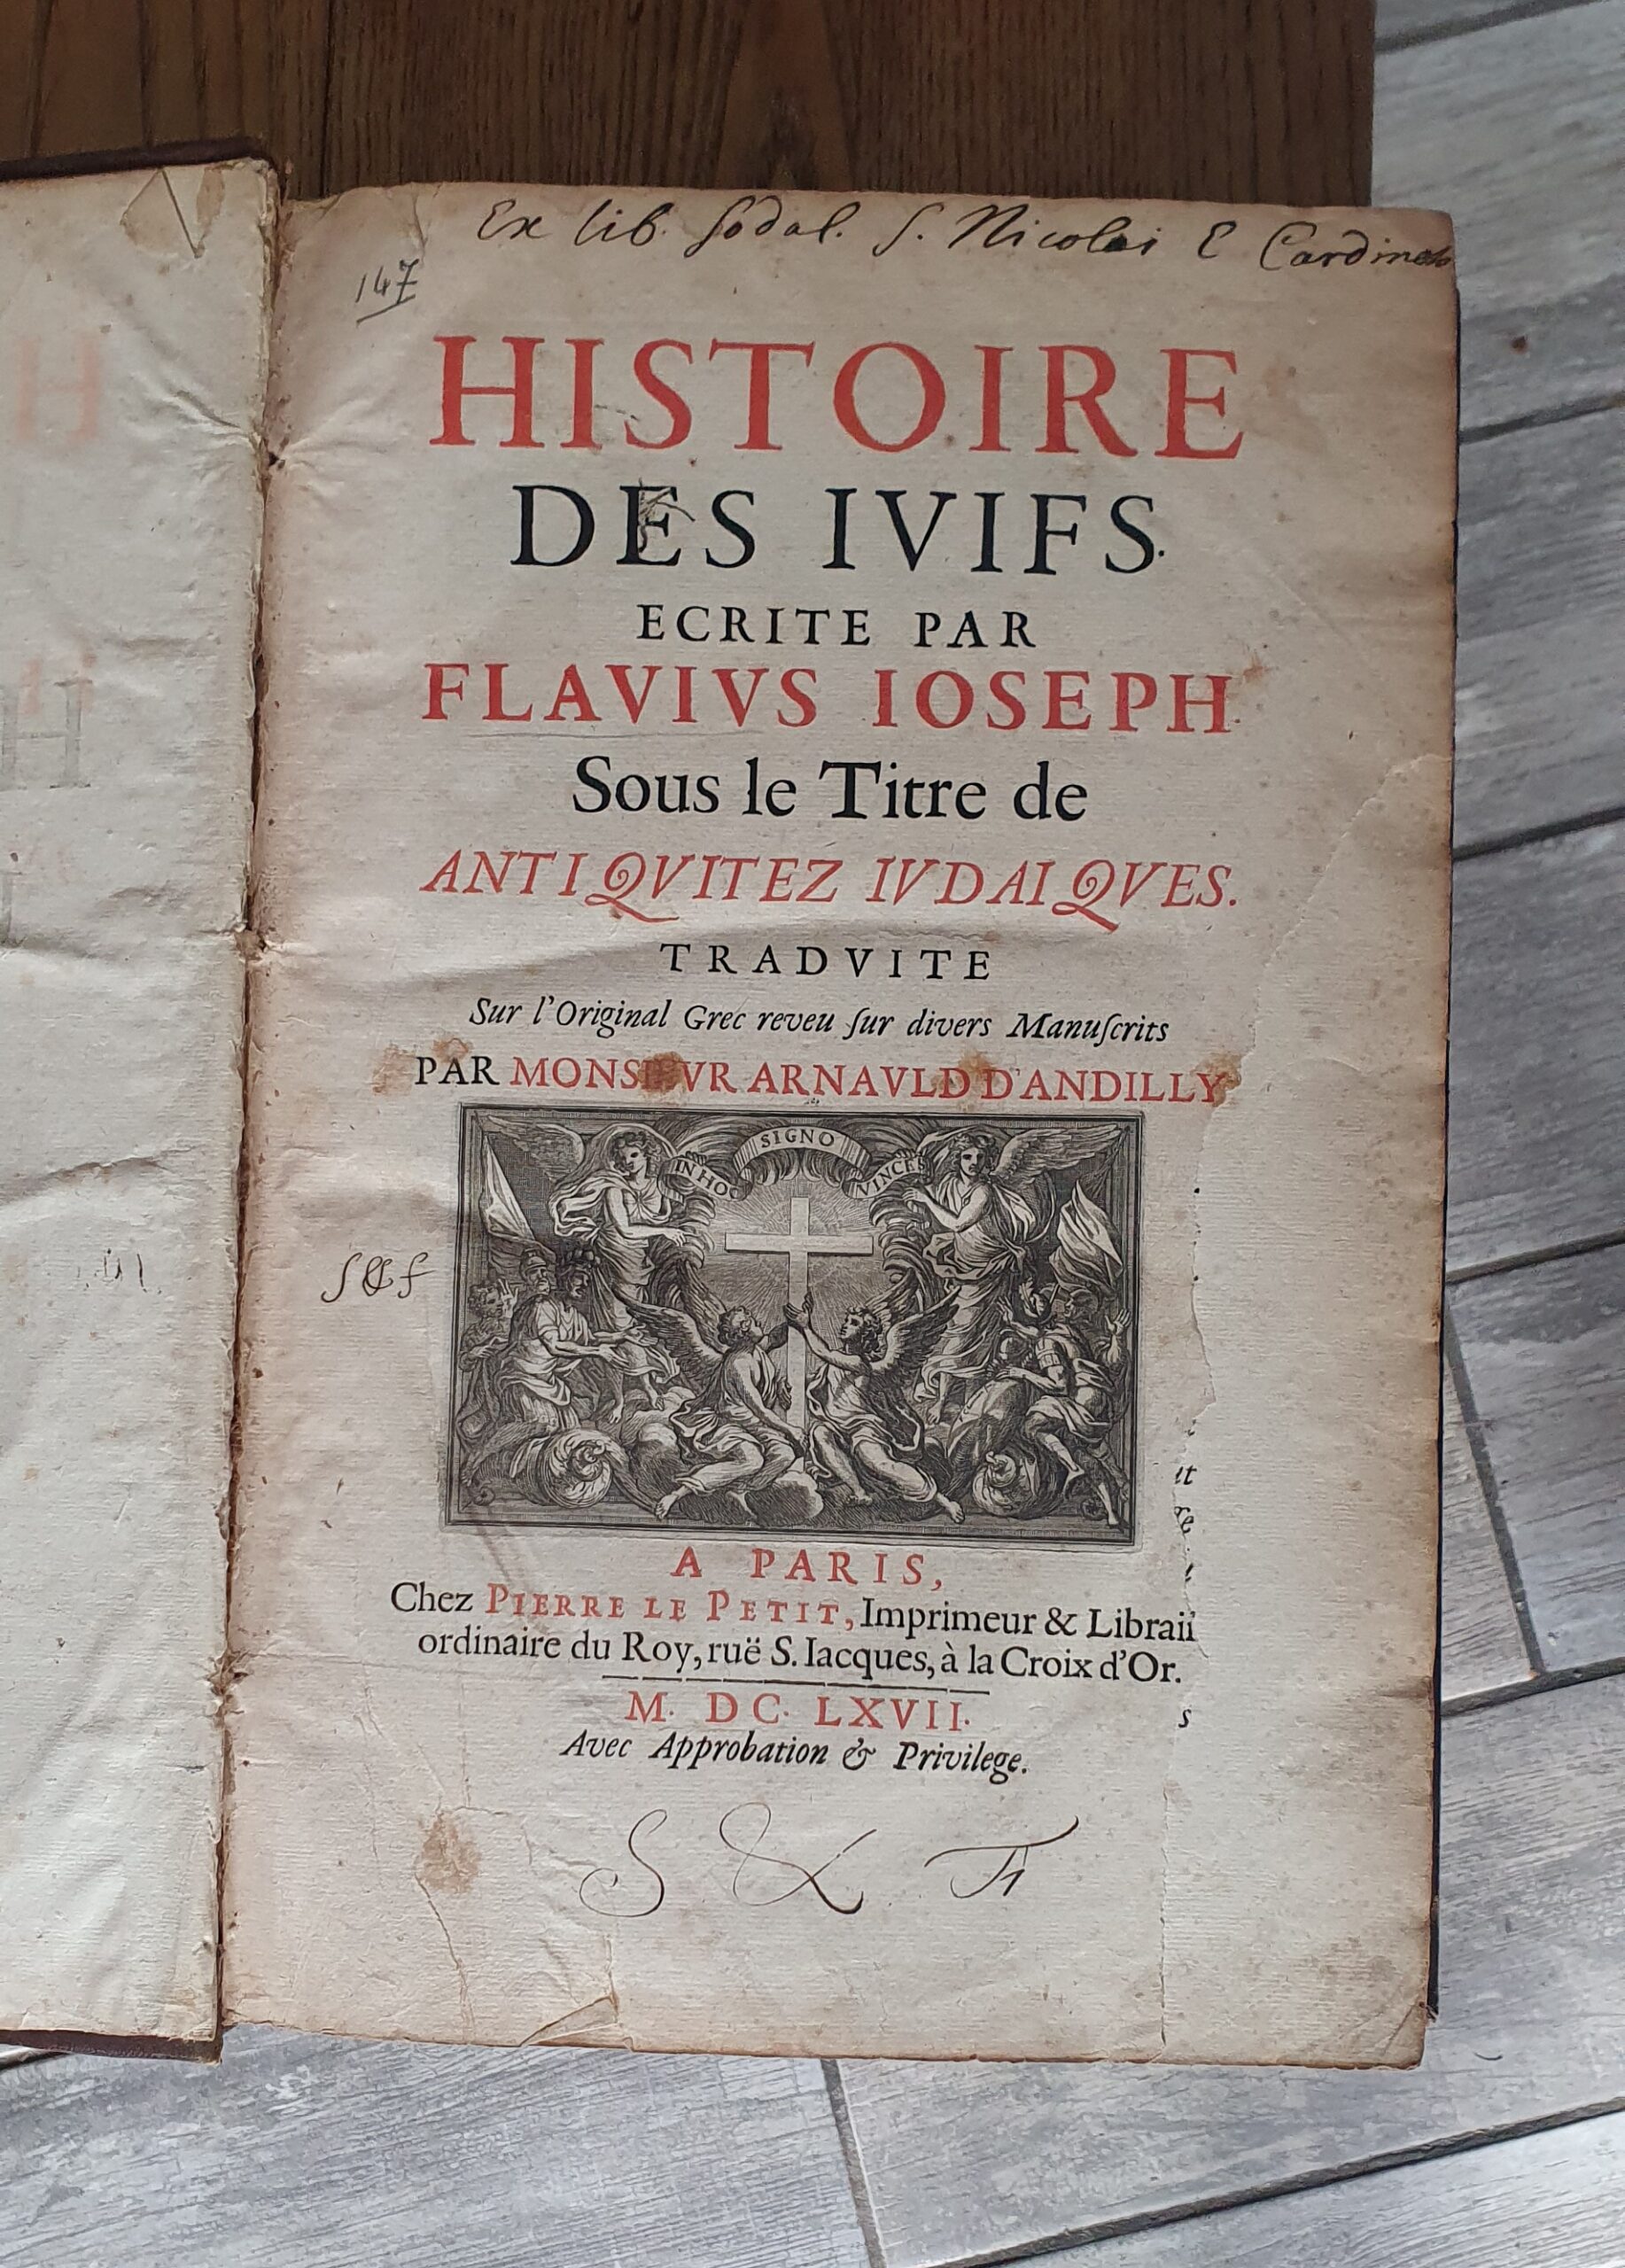 Ex lib. Sodal. S. Nicolai E Cardinal
147
HISTOIRE
DES IVIFS.
ECRITE PAR
FLAVIVS IOSEPH.
Sous le Titre de
ANTIQVITEZ IVDAIQVES.
TRADVITE
Sur l'Original Grec reveu ſur divers Manuſcrits
PAR MONSIEVR ARNAVLD D'ANDILLY
IN HOC SIGNO VINCES
S&f
ut
A PARIS,
Chez PIERRE LE PETIT, Imprimeur & Librai
ordinaire du Roy, ruë S. Iacques, à la Croix d'Or.
M. DC. LXVII.
s
Avec Approbation & Privilege.
S & F